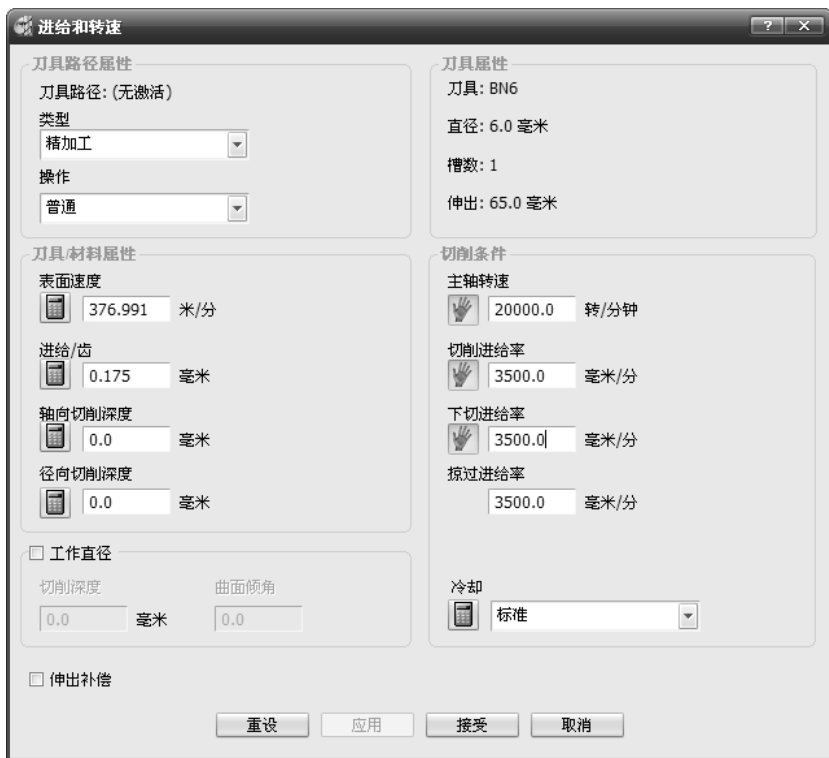 进给和转速
刀具路径属性
刀具路径: (无激活)
类型
精加工
操作
普通
刀具属性
刀具: BN6
直径: 6.0 毫米
槽数: 1
伸出: 65.0 毫米
刀具/材料属性
表面速度
376.991 米/分
进给/齿
0.175 毫米
轴向切削深度
0.0 毫米
径向切削深度
0.0 毫米
切削条件
主轴转速
20000.0 转/分钟
切削进给率
3500.0 毫米/分
下切进给率
3500.0 毫米/分
掠过进给率
3500.0 毫米/分
工作直径
切削深度 曲面倾角
0.0 毫米 0.0
冷却
标准
伸出补偿
重设 应用 接受 取消